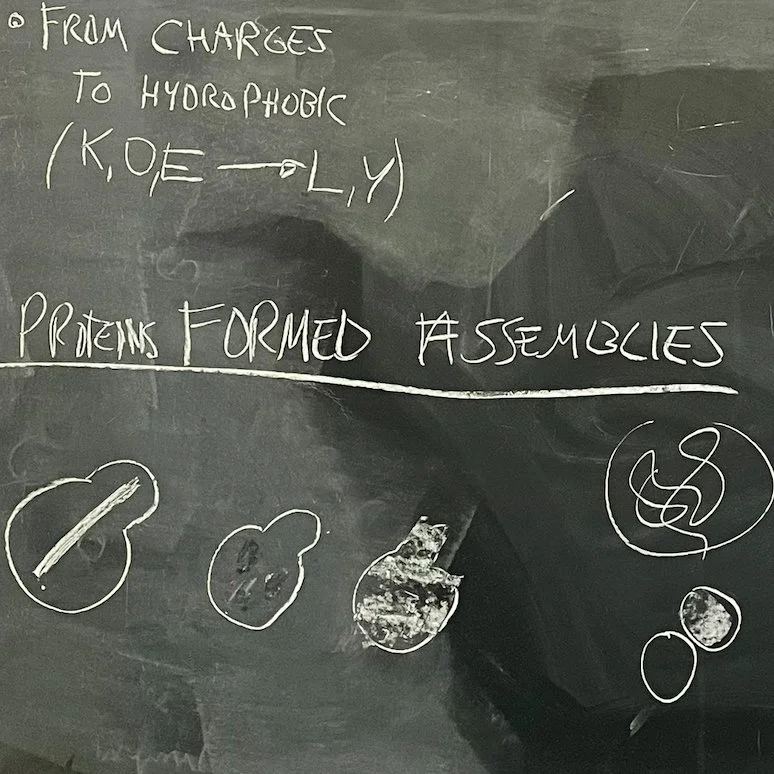 • FROM CHARGES
TO HYDROPHOBIC
(K,D,E → L,Y)
PROTEINS FORMED ASSEMBLIES